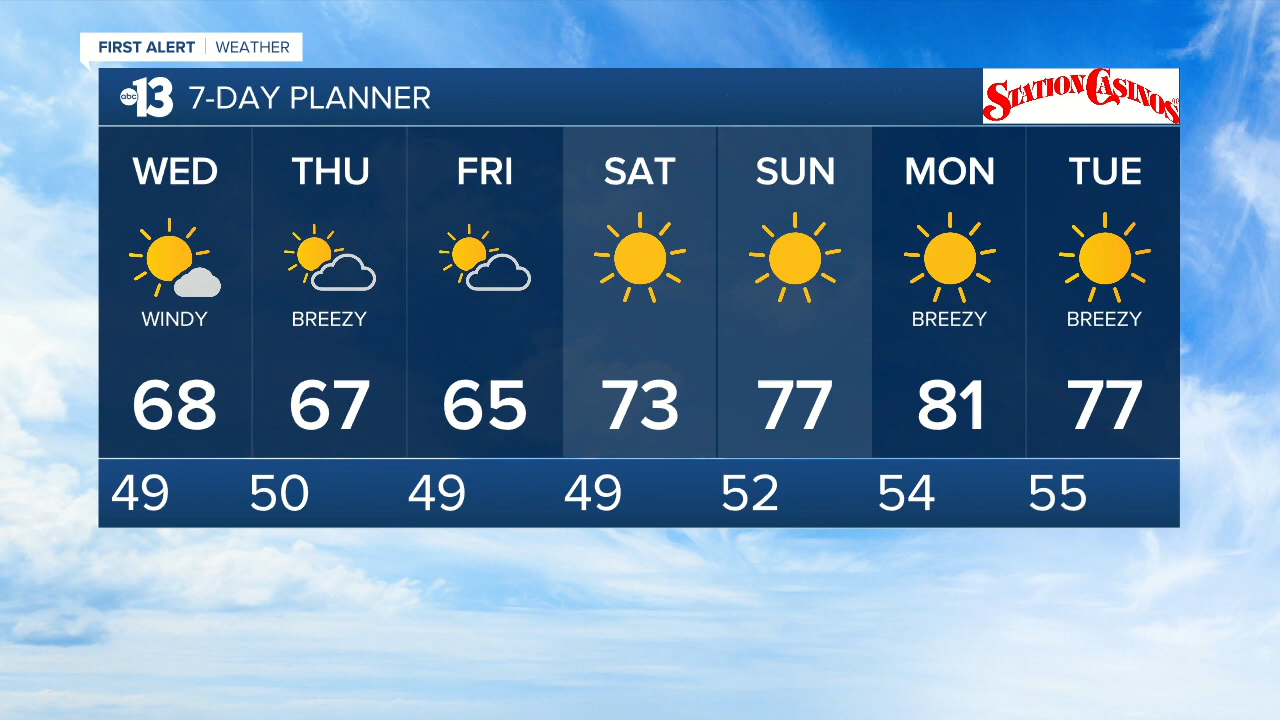 FIRST ALERT | WEATHER
abc 13 7-DAY PLANNER STATION CASINOS
WED THU FRI SAT SUN MON TUE
WINDY BREEZY BREEZY BREEZY
68 67 65 73 77 81 77
49 50 49 49 52 54 55